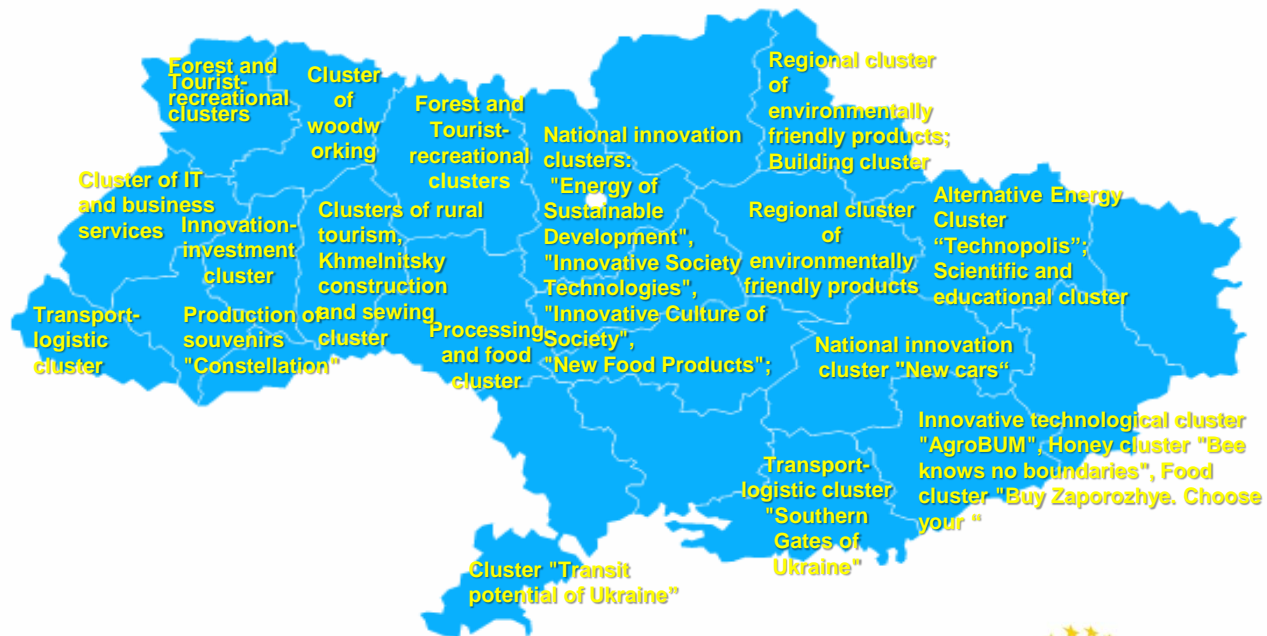 Forest and
Tourist-
recreational
clusters
Cluster
of
woodw
orking
Forest and
Tourist-
recreational
clusters
National innovation
clusters:
"Energy of
Sustainable
Development",
"Innovative Society
Technologies",
"Innovative Culture of
Society",
"New Food Products";
Regional cluster
of
environmentally
friendly products;
Building cluster
Cluster of IT
and business
services
Innovation-
investment
cluster
Clusters of rural
tourism,
Khmelnitsky
construction
and sewing
cluster
Regional cluster
of
environmentally
friendly products
Alternative Energy
Cluster
“Technopolis”;
Scientific and
educational cluster
Transport-
logistic
cluster
Production of
souvenirs
"Constellation"
Processing
and food
cluster
National innovation
cluster "New cars“
Innovative technological cluster
"AgroBUM", Honey cluster "Bee
knows no boundaries", Food
cluster "Buy Zaporozhye. Choose
your “
Transport-
logistic cluster
"Southern
Gates of
Ukraine"
Cluster "Transit
potential of Ukraine”